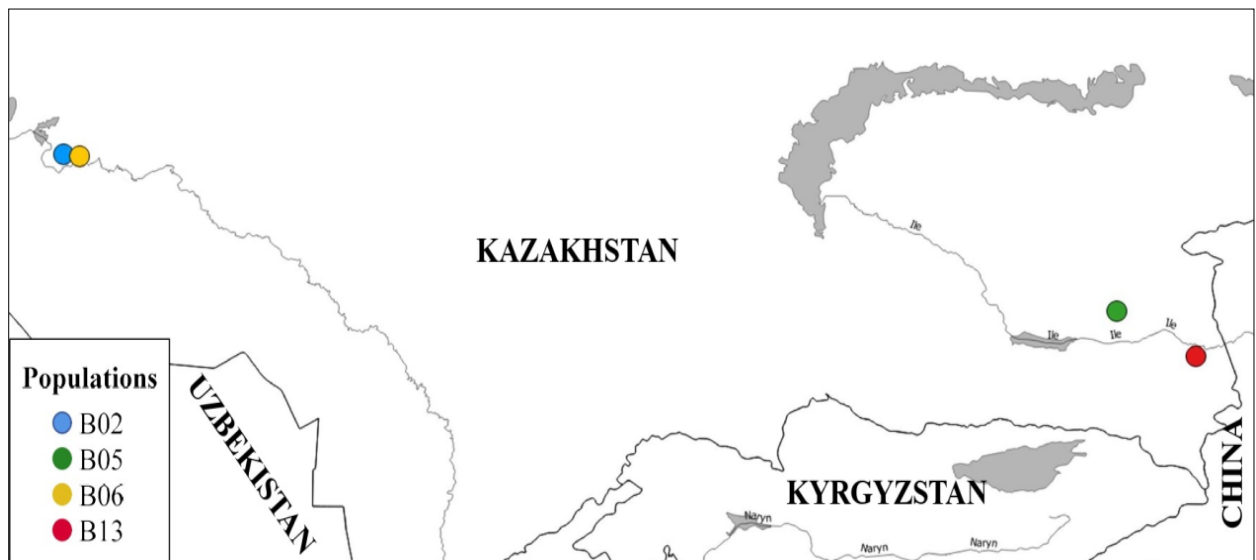 Ile
KAZAKHSTAN
Ile
Ile
Ile
Populations
B02
B05
B06
B13
UZBEKISTAN
KYRGYZSTAN
CHINA
Naryn
Naryn
Naryn